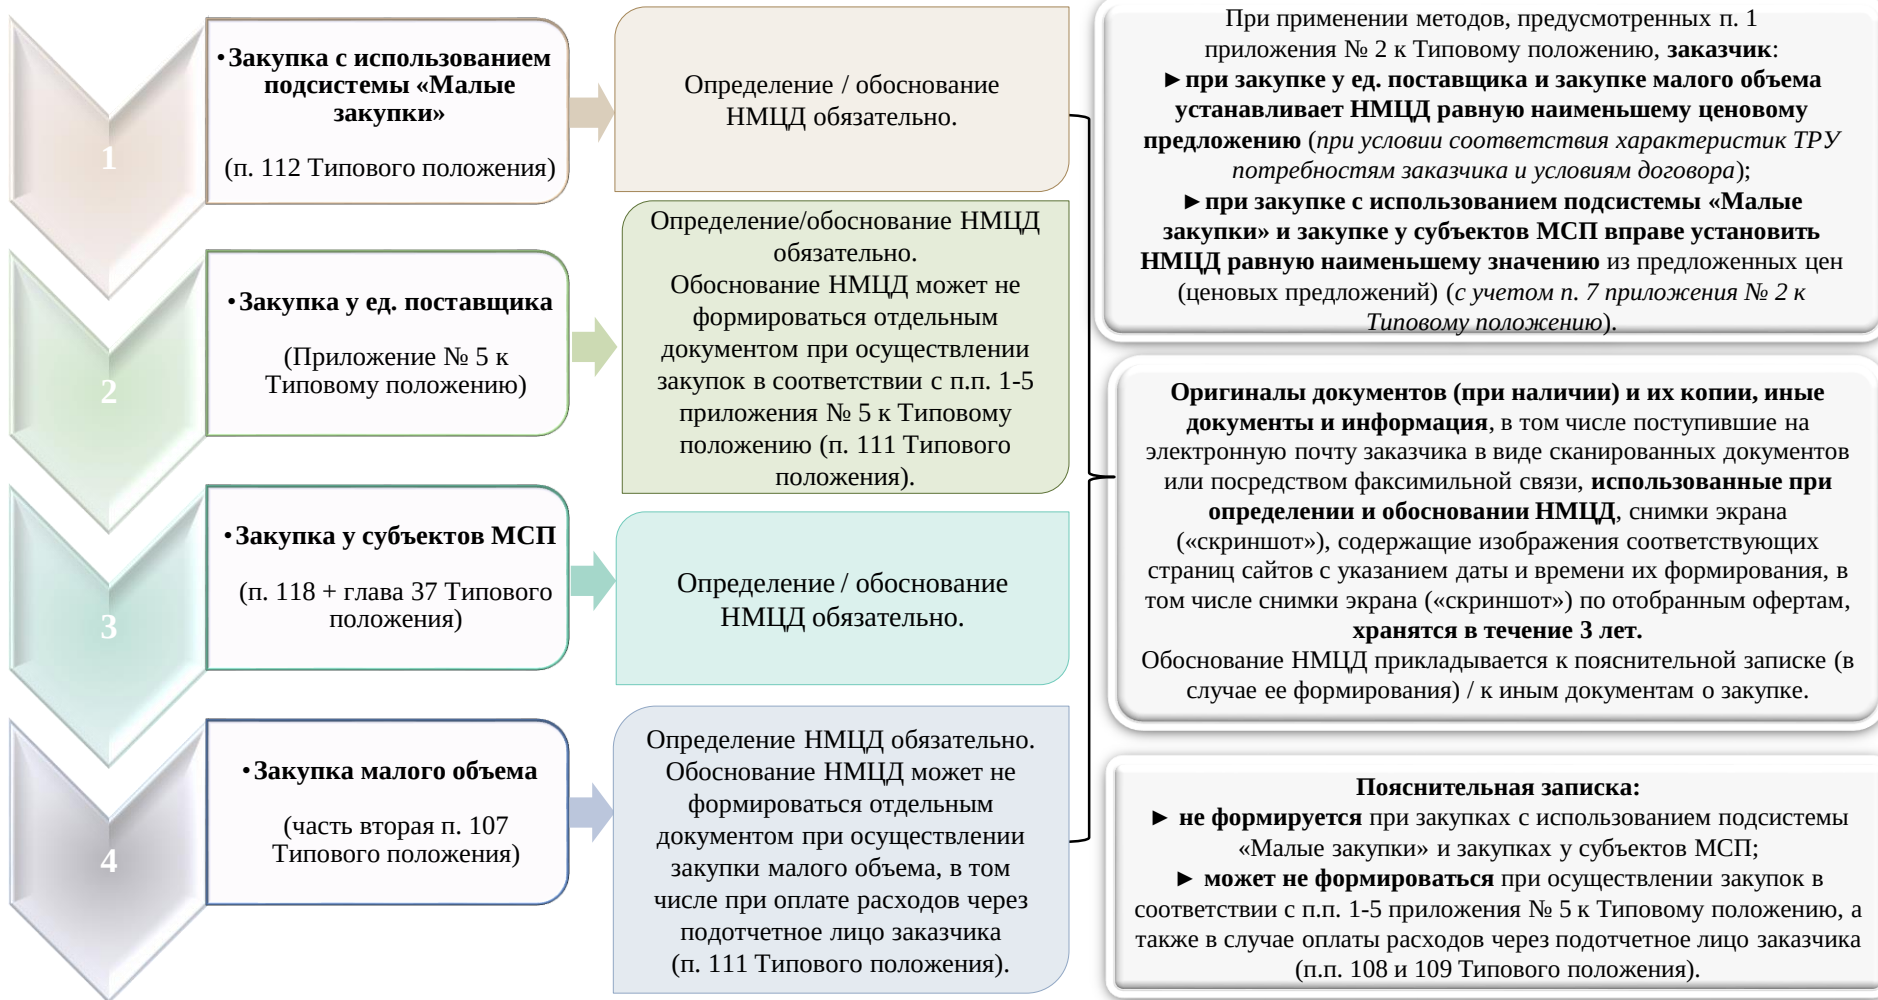 1
•Закупка с использованием
подсистемы «Малые
закупки»
(п. 112 Типового положения)
Определение / обоснование
НМЦД обязательно.
2
•Закупка у ед. поставщика
(Приложение № 5 к
Типовому положению)
Определение/обоснование НМЦД
обязательно.
Обоснование НМЦД может не
формироваться отдельным
документом при осуществлении
закупок в соответствии с п.п. 1-5
приложения № 5 к Типовому
положению (п. 111 Типового
положения).
3
•Закупка у субъектов МСП
(п. 118 + глава 37 Типового
положения)
Определение / обоснование
НМЦД обязательно.
4
•Закупка малого объема
(часть вторая п. 107
Типового положения)
Определение НМЦД обязательно.
Обоснование НМЦД может не
формироваться отдельным
документом при осуществлении
закупки малого объема, в том
числе при оплате расходов через
подотчетное лицо заказчика
(п. 111 Типового положения).
При применении методов, предусмотренных п. 1
приложения № 2 к Типовому положению, заказчик:
►при закупке у ед. поставщика и закупке малого объема
устанавливает НМЦД равную наименьшему ценовому
предложению (при условии соответствия характеристик ТРУ
потребностям заказчика и условиям договора);
►при закупке с использованием подсистемы «Малые
закупки» и закупке у субъектов МСП вправе установить
НМЦД равную наименьшему значению из предложенных цен
(ценовых предложений) (с учетом п. 7 приложения № 2 к
Типовому положению).
Оригиналы документов (при наличии) и их копии, иные
документы и информация, в том числе поступившие на
электронную почту заказчика в виде сканированных документов
или посредством факсимильной связи, использованные при
определении и обосновании НМЦД, снимки экрана
(«скриншот»), содержащие изображения соответствующих
страниц сайтов с указанием даты и времени их формирования, в
том числе снимки экрана («скриншот») по отобранным офертам,
хранятся в течение 3 лет.
Обоснование НМЦД прикладывается к пояснительной записке (в
случае ее формирования) / к иным документам о закупке.
Пояснительная записка:
► не формируется при закупках с использованием подсистемы
«Малые закупки» и закупках у субъектов МСП;
► может не формироваться при осуществлении закупок в
соответствии с п.п. 1-5 приложения № 5 к Типовому положению, а
также в случае оплаты расходов через подотчетное лицо заказчика
(п.п. 108 и 109 Типового положения).